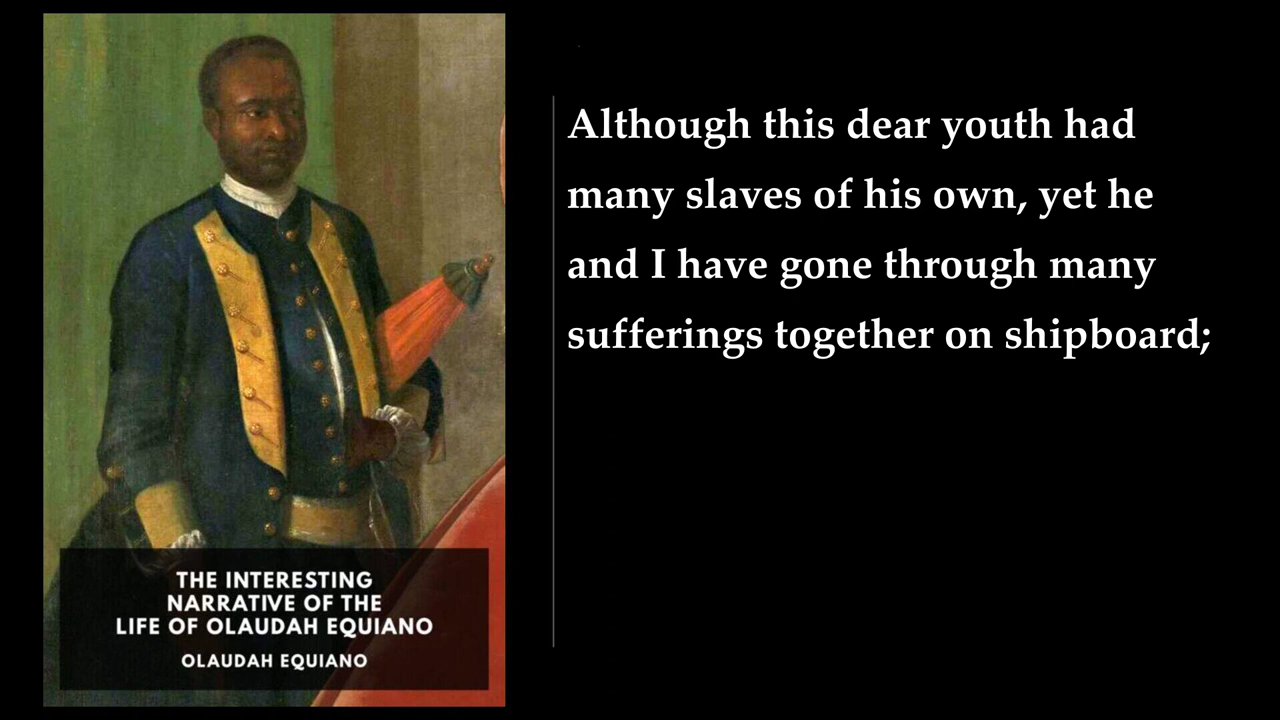 Although this dear youth had
many slaves of his own, yet he
and I have gone through many
sufferings together on shipboard;
THE INTERESTING
NARRATIVE OF THE
LIFE OF OLAUDAH EQUIANO
OLAUDAH EQUIANO